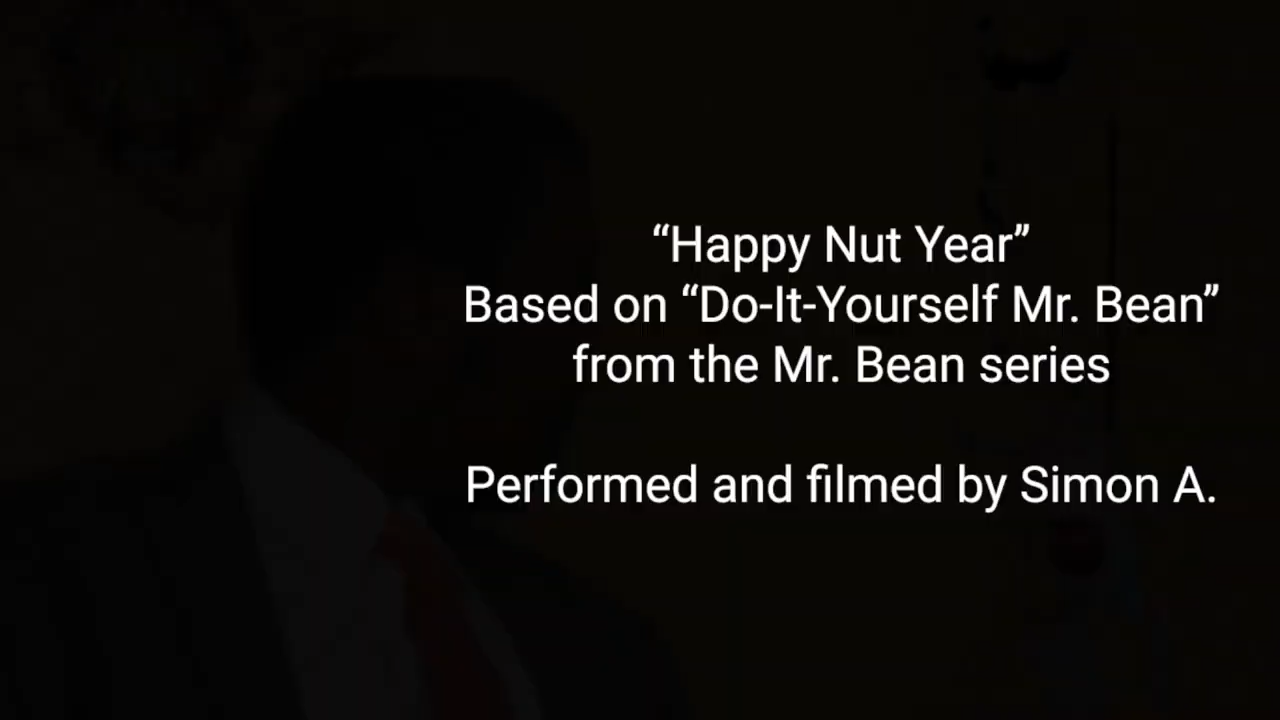 “Happy Nut Year”
Based on “Do-It-Yourself Mr. Bean”
from the Mr. Bean series
Performed and filmed by Simon A.